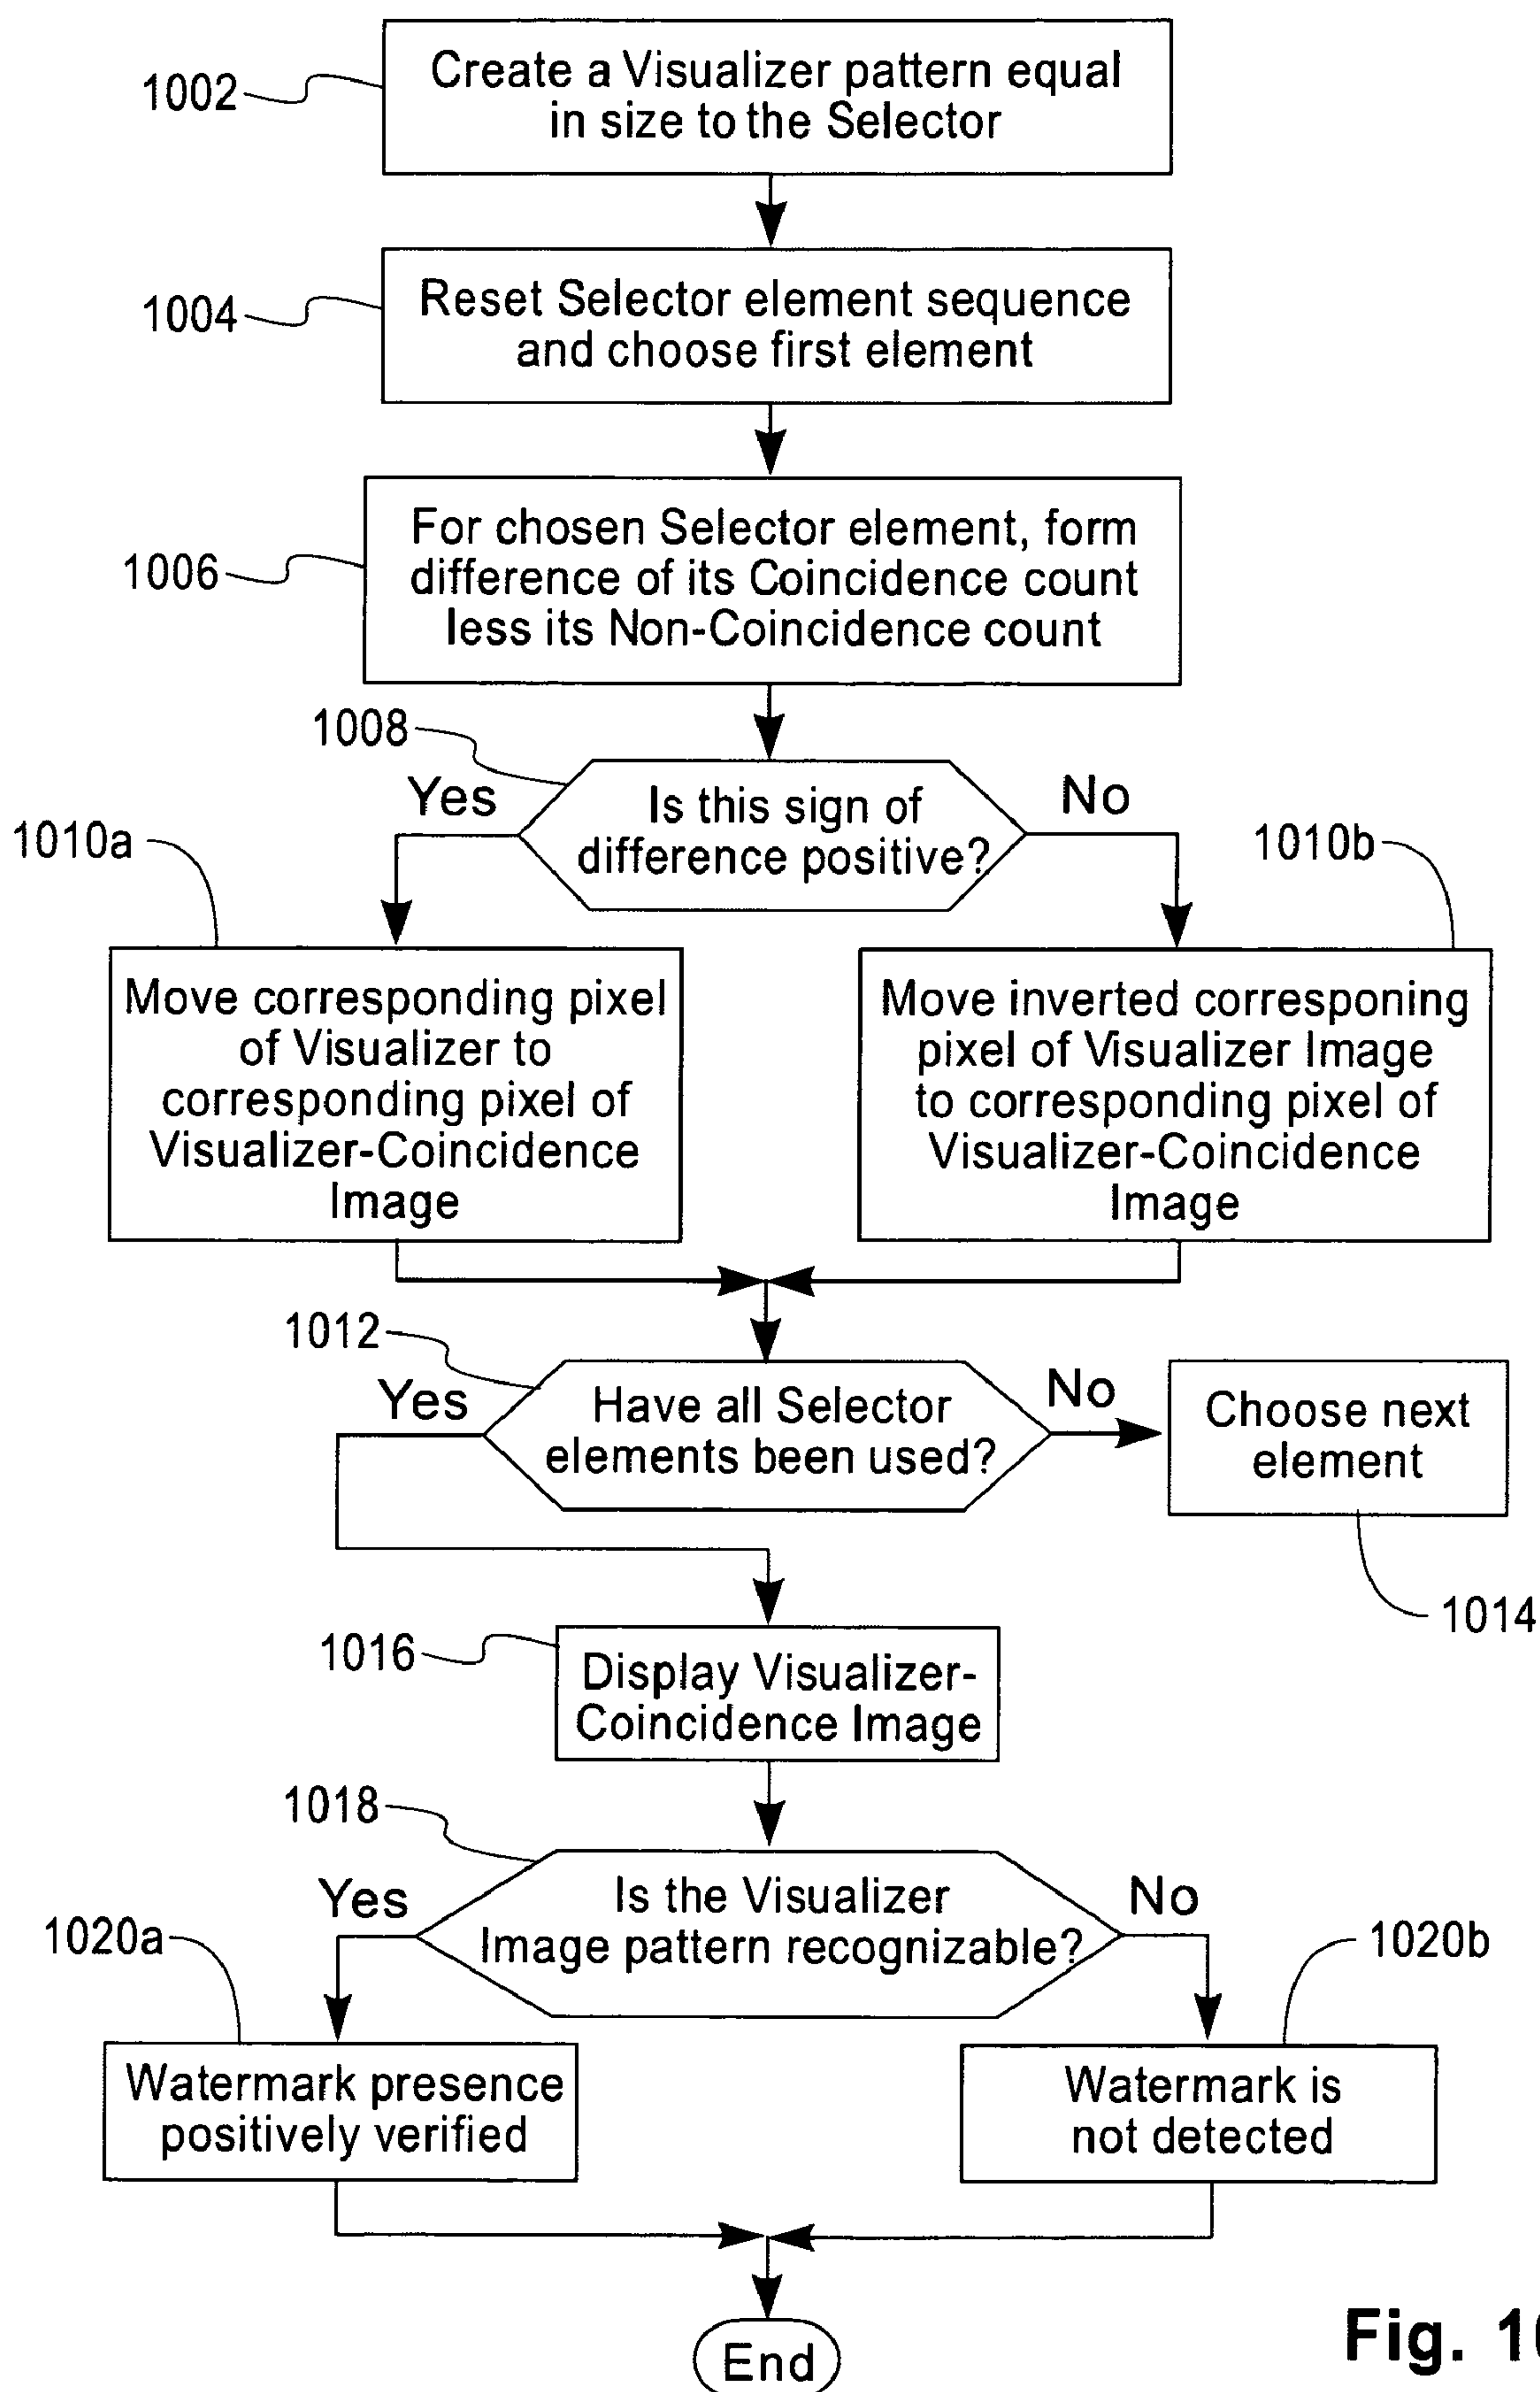 1002
Create a Visualizer pattern equal
in size to the Selector
1004
Reset Selector element sequence
and choose first element
1006
For chosen Selector element, form
difference of its Coincidence count
less its Non-Coincidence count
1008
Yes
Is this sign of
difference positive?
No
1010a
1010b
Move corresponding pixel
of Visualizer to
corresponding pixel of
Visualizer-Coincidence
Image
Move inverted corresponing
pixel of Visualizer Image
to corresponding pixel of
Visualizer-Coincidence
Image
1012
Yes
Have all Selector
elements been used?
No
Choose next
element
1014
1016
Display Visualizer-
Coincidence Image
1018
Yes
Is the Visualizer
Image pattern recognizable?
No
1020a
1020b
Watermark presence
positively verified
Watermark is
not detected
End
Fig.